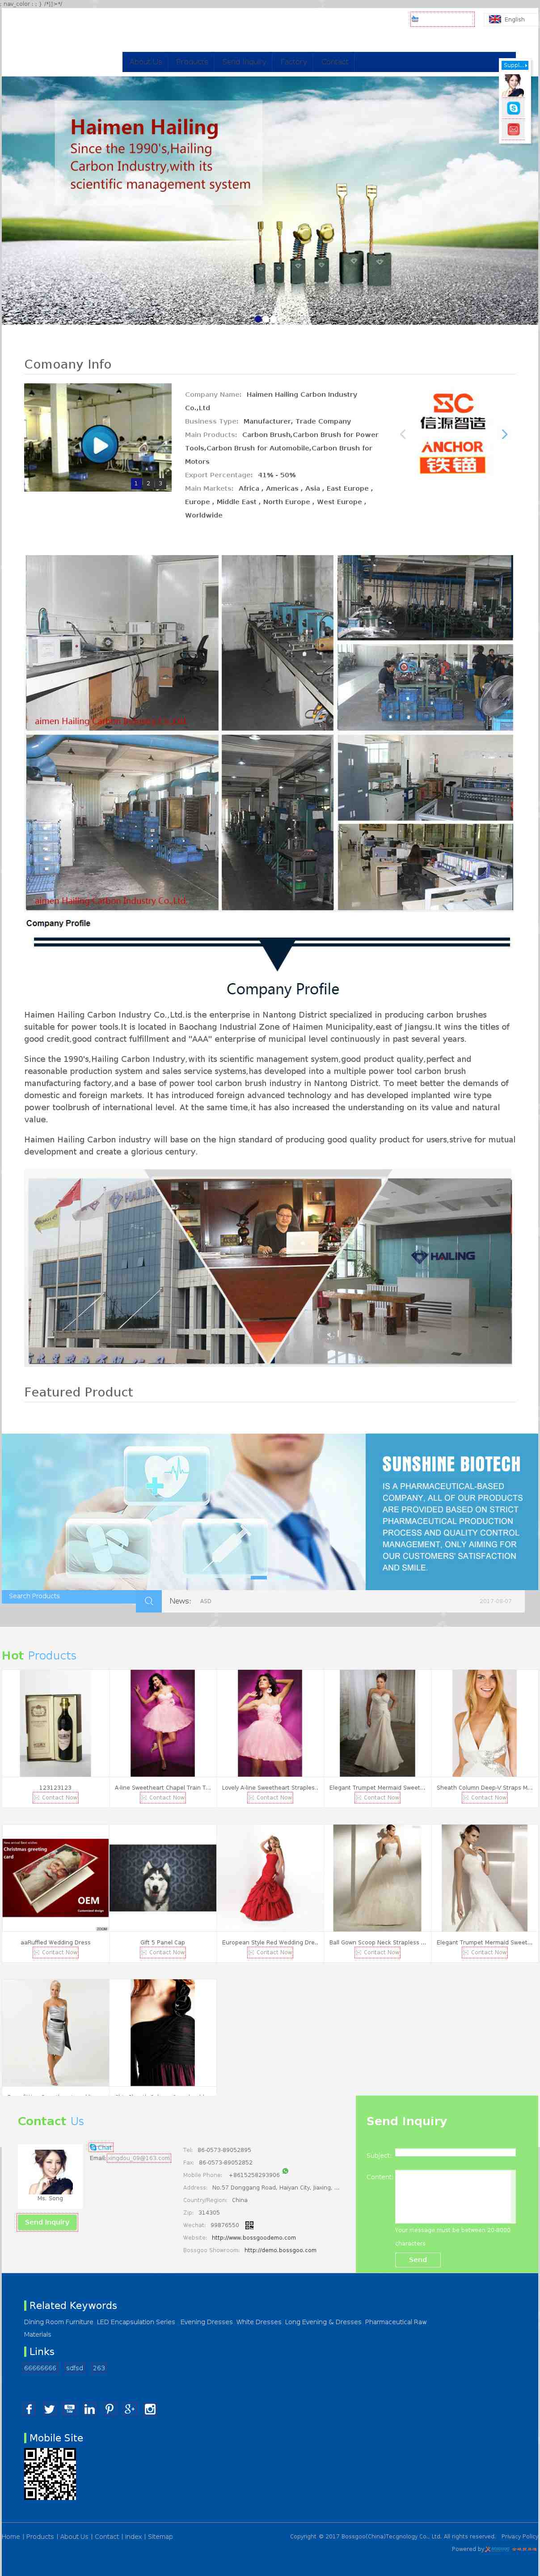 nav_color : ; } /*()=*/
English
About Us
Products
Send Inquiry
Factory
Contact
Suppl...
Haimen Hailing
Since the 1990's,Hailing
Carbon Industry,with its
scientific management system
Comoany Info
Company Name: Haimen Hailing Carbon Industry
Co.,Ltd
Business Type: Manufacturer, Trade Company
Main Products: Carbon Brush,Carbon Brush for Power
Tools,Carbon Brush for Automobile,Carbon Brush for
Motors
Export Percentage: 41% - 50%
Main Markets: Africa , Americas , Asia , East Europe ,
Europe , Middle East , North Europe , West Europe ,
Worldwide
1 2 3
信源智造
ANCHOR
铁锚
aimen Hailing Carbon Industry Co.,Ltd
aimen Hailing Carbon Industry Co.,Ltd
Company Profile
Company Profile
Haimen Hailing Carbon Industry Co.,Ltd.is the enterprise in Nantong District specialized in producing carbon brushes
suitable for power tools.It is located in Baochang Industrial Zone of Haimen Municipality,east of Jiangsu.It wins the titles of
good credit,good contract fulfillment and "AAA" enterprise of municipal level continuously in past several years.
Since the 1990's,Hailing Carbon Industry,with its scientific management system,good product quality,perfect and
reasonable production system and sales service systems,has developed into a multiple power tool carbon brush
manufacturing factory,and a base of power tool carbon brush industry in Nantong District. To meet better the demands of
domestic and foreign markets. It has introduced foreign advanced technology and has developed implanted wire type
power toolbrush of international level. At the same time,it has also increased the understanding on its value and natural
value.
Haimen Hailing Carbon industry will base on the hign standard of producing good quality product for users,strive for mutual
development and create a glorious century.
HAILING
HAILING
Featured Product
SUNSHINE BIOTECH
IS A PHARMACEUTICAL-BASED
COMPANY, ALL OF OUR PRODUCTS
ARE PROVIDED BASED ON STRICT
PHARMACEUTICAL PRODUCTION
PROCESS AND QUALITY CONTROL
MANAGEMENT, ONLY AIMING FOR
OUR CUSTOMERS' SATISFACTION
AND SMILE.
Search Products
News: ASD 2017-08-07
Hot Products
123123123
A-line Sweetheart Chapel Train T...
Lovely A-line Sweetheart Straples...
Elegant Trumpet Mermaid Sweet...
Sheath Column Deep-V Straps M...
Contact Now
Contact Now
Contact Now
Contact Now
Contact Now
Christmas greeting
card
OEM
aaRuffled Wedding Dress
Gift 5 Panel Cap
European Style Red Wedding Dre...
Ball Gown Scoop Neck Strapless ...
Elegant Trumpet Mermaid Sweet...
Contact Now
Contact Now
Contact Now
Contact Now
Contact Now
Contact Us
Ms. Song
Send Inquiry
Chat
Email:
Tel: 86-0573-89052895
Fax: 86-0573-89052852
Mobile Phone: +8615258293906
Address: No.57 Donggang Road, Haiyan City, Jiaxing, ...
Country/Region: China
Zip: 314305
Wechat: 99876550
Website: http://www.bossgoodemo.com
Bossgoo Showroom: http://demo.bossgoo.com
Send Inquiry
Subject:
Content:
Your message must be between 20-8000
characters
Send
Related Keywords
Dining Room Furniture LED Encapsulation Series Evening Dresses White Dresses Long Evening & Dresses Pharmaceutical Raw
Materials
Links
66666666 sdfsd 263
Mobile Site
Home | Products | About Us | Contact | Index | Sitemap
Copyright © 2017 Bossgoo(China)Tecgnology Co., Ltd. All rights reserved. Privacy Policy
Powered by